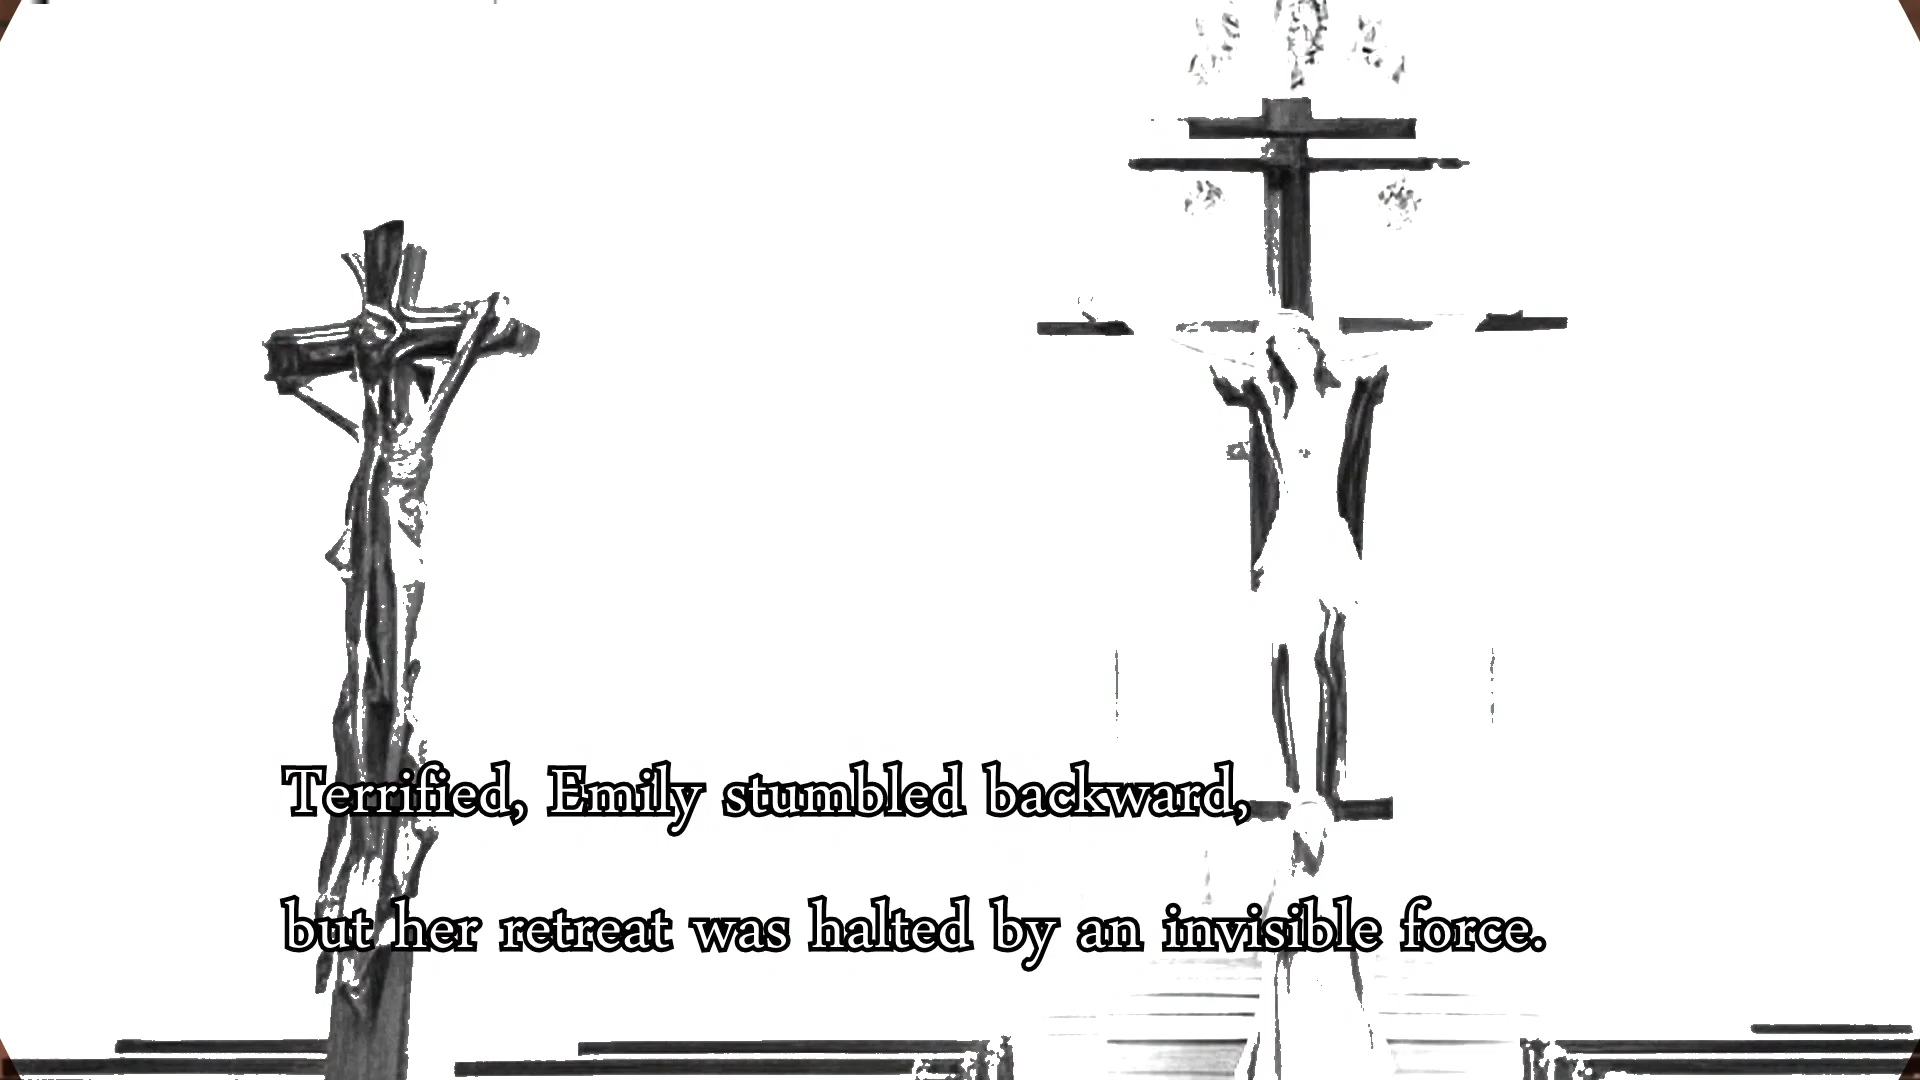 Terrified, Emily stumbled backward,
but her retreat was halted by an invisible force.